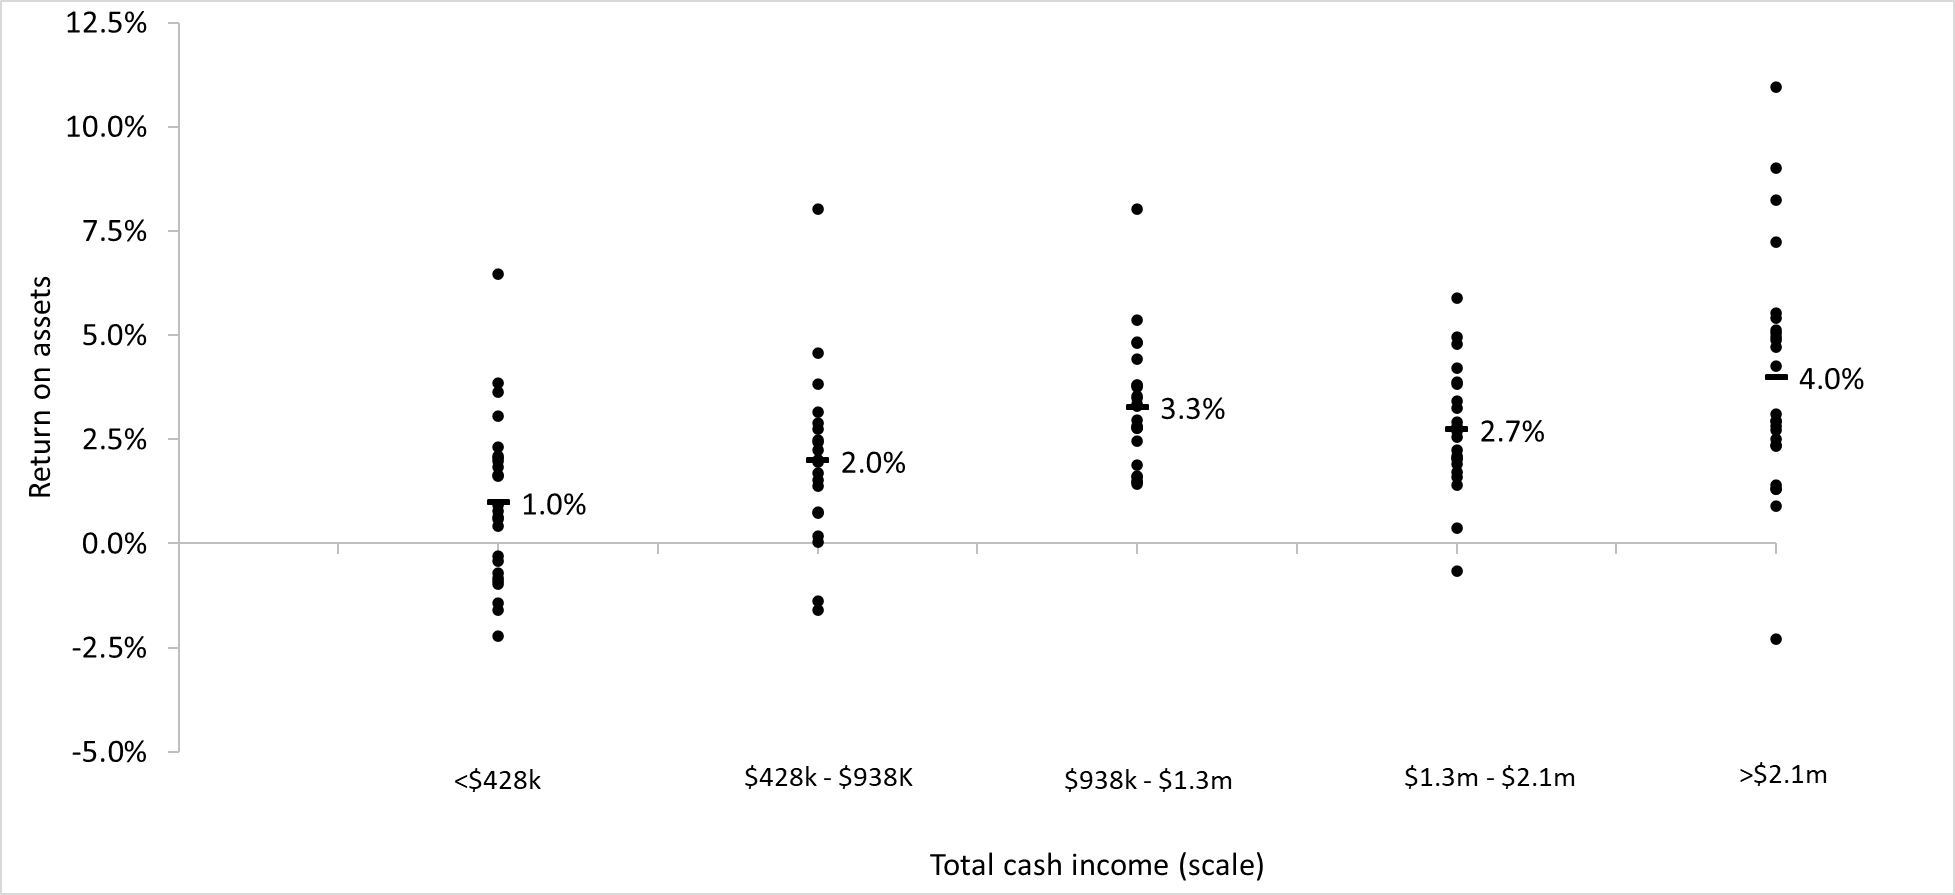 12.5%
10.0%
7.5%
5.0%
2.5%
0.0%
-2.5%
-5.0%
Return on assets
1.0%
2.0%
3.3%
2.7%
4.0%
<$428k
$428k - $938K
$938k - $1.3m
$1.3m - $2.1m
>$2.1m
Total cash income (scale)